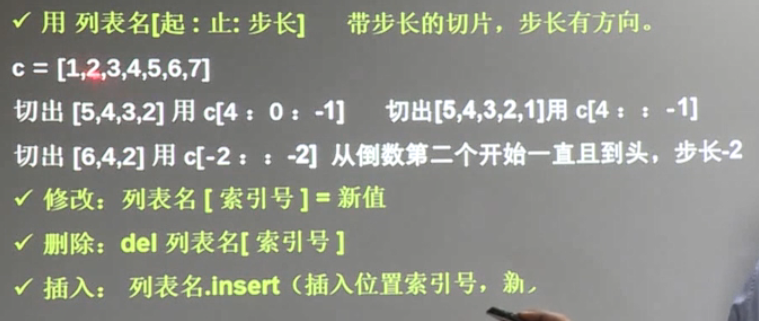 ✓ 用 列表名[起：止: 步长] 带步长的切片，步长有方向。
c = [1,2,3,4,5,6,7]
切出 [5,4,3,2] 用 c[4： 0： -1] 切出[5,4,3,2,1]用 c[4： ： -1]
切出 [6,4,2] 用 c[-2： ： -2] 从倒数第二个开始一直且到头，步长-2
✓ 修改：列表名 [ 索引号 ] = 新值
✓ 删除：del 列表名[ 索引号 ]
✓ 插入： 列表名.insert（插入位置索引号，新